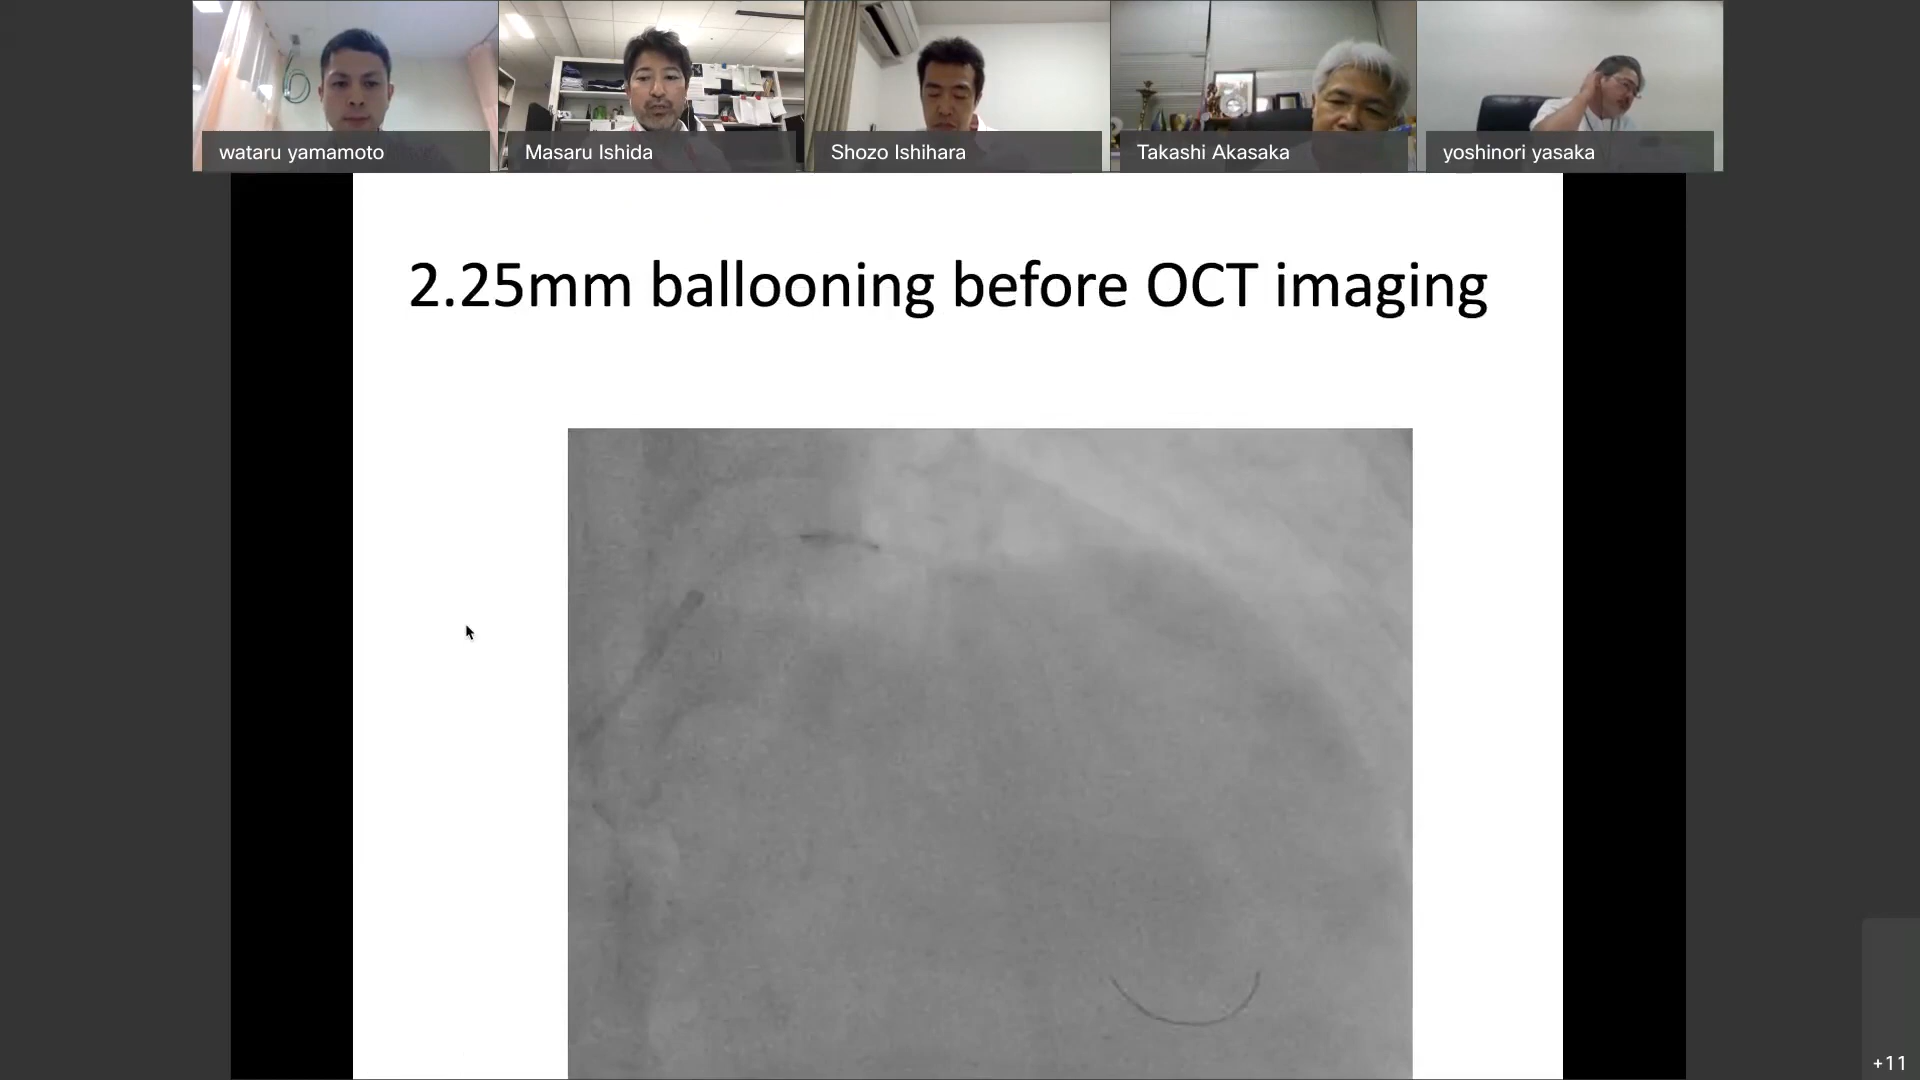 wataru yamamoto
Masaru Ishida
Shozo Ishihara
Takashi Akasaka
yoshinori yasaka
2.25mm ballooning before OCT imaging
+11